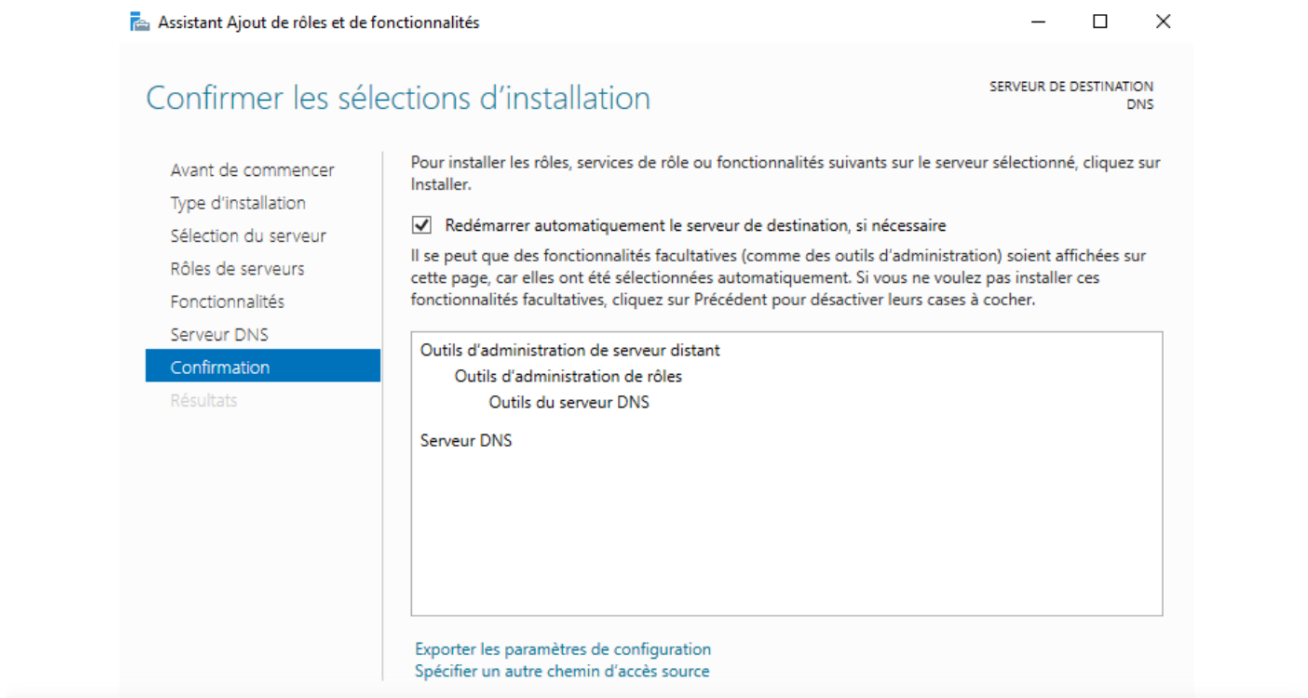 Assistant Ajout de rôles et de fonctionnalités
Confirmer les sélections d'installation
SERVEUR DE DESTINATION
DNS
Avant de commencer
Type d'installation
Sélection du serveur
Rôles de serveurs
Fonctionnalités
Serveur DNS
Confirmation
Résultats
Pour installer les rôles, services de rôle ou fonctionnalités suivants sur le serveur sélectionné, cliquez sur
Installer.
Redémarrer automatiquement le serveur de destination, si nécessaire
Il se peut que des fonctionnalités facultatives (comme des outils d'administration) soient affichées sur
cette page, car elles ont été sélectionnées automatiquement. Si vous ne voulez pas installer ces
fonctionnalités facultatives, cliquez sur Précédent pour désactiver leurs cases à cocher.
Outils d'administration de serveur distant
Outils d'administration de rôles
Outils du serveur DNS
Serveur DNS
Exporter les paramètres de configuration
Spécifier un autre chemin d'accès source